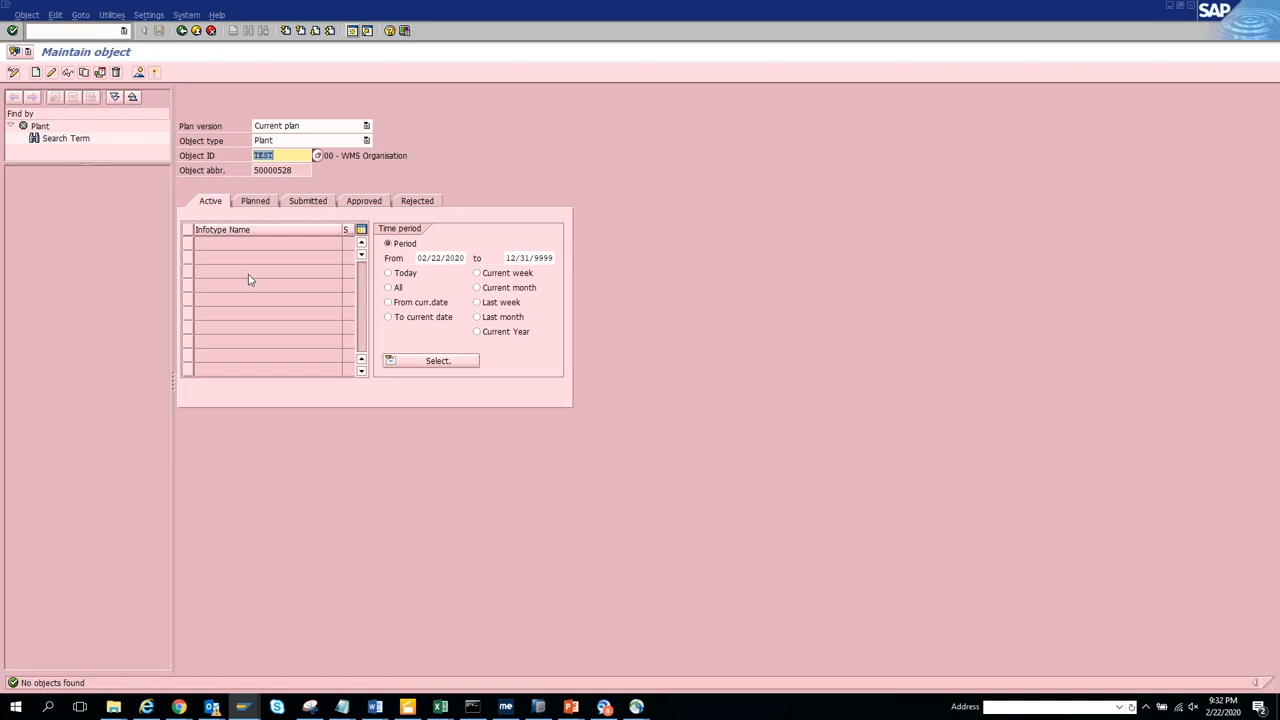 Object Edit Goto Utilities Settings System Help
SAP
Maintain object
Find by
Plant
Search Term
Plan version Current plan
Object type Plant
Object ID TEST 00 - WMS Organisation
Object abbr. 50000528
Active Planned Submitted Approved Rejected
Infotype Name S... Time period
Period
From 02/22/2020 to 12/31/9999
Today Current week
All Current month
From curr.date Last week
To current date Last month
Current Year
Select.
No objects found
9:32 PM
Address
2/22/2020
me
2